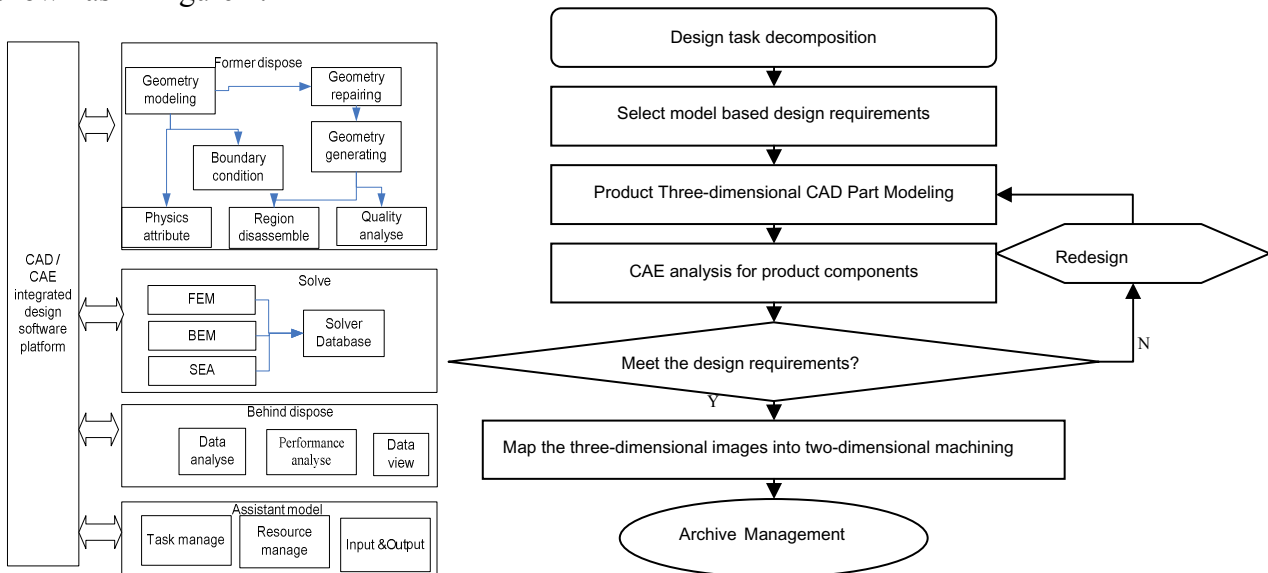 Former dispose
Geometry
modeling
Geometry
repairing
Geometry
generating
Boundary
condition
Physics
attribute
Region
disassemble
Quality
analyse
CAD /
CAE
integrated
design
software
platform
Solve
FEM
BEM
SEA
Solver
Database
Behind dispose
Data
analyse
Performance
analyse
Data
view
Assistant model
Task manage
Resource
manage
Input &Output
Design task decomposition
Select model based design requirements
Product Three-dimensional CAD Part Modeling
CAE analysis for product components
Redesign
Meet the design requirements?
N
Y
Map the three-dimensional images into two-dimensional machining
Archive Management